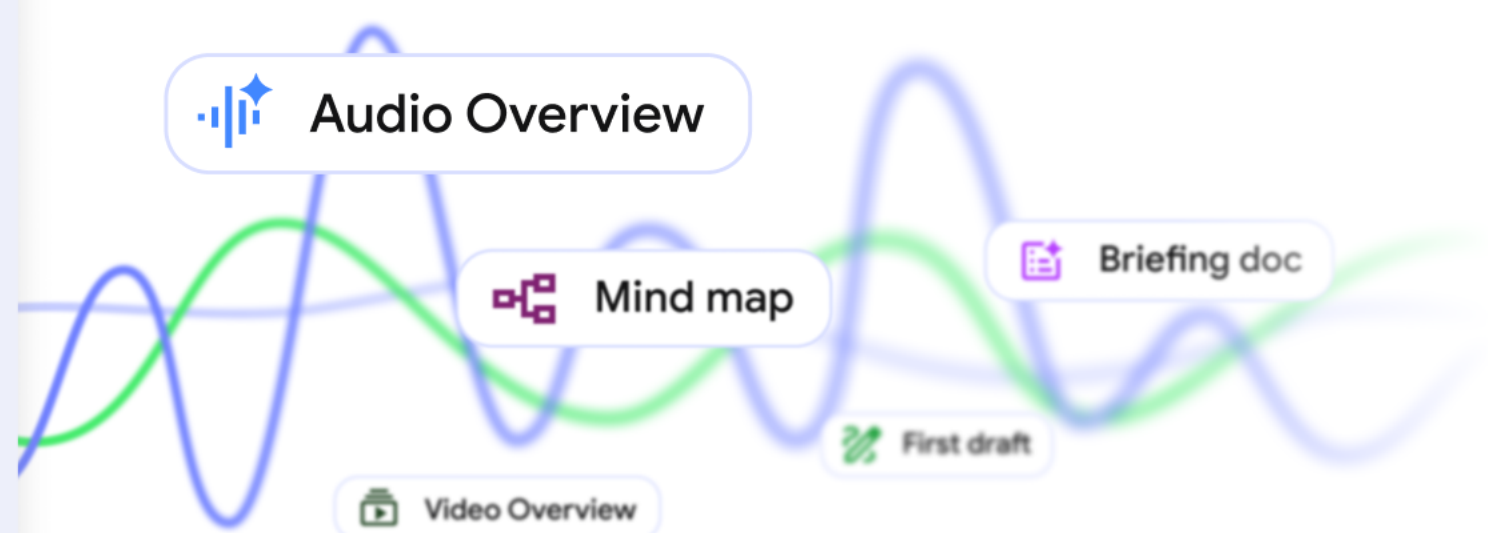 Audio Overview
Mind map
Briefing doc
First draft
Video Overview